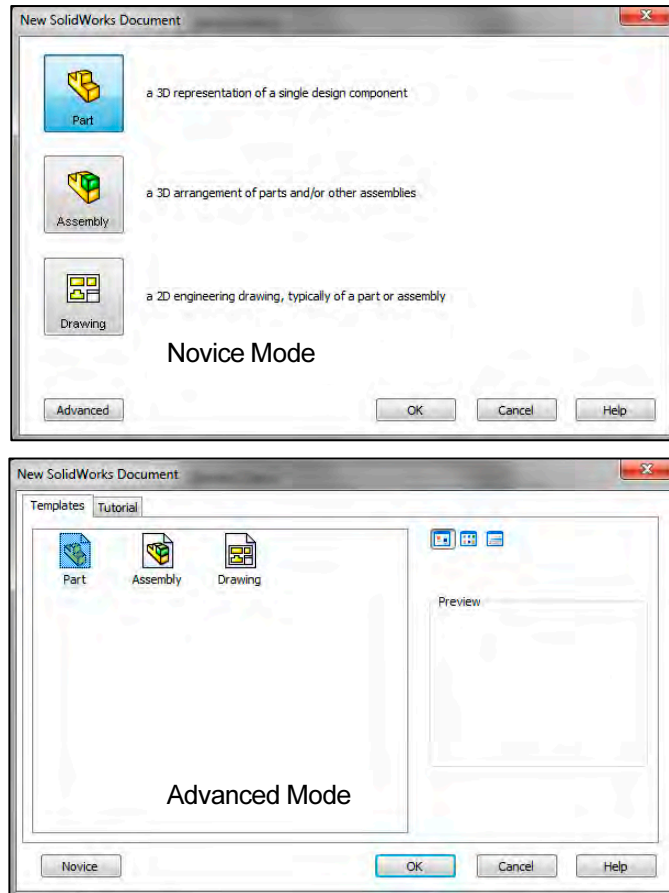 New SolidWorks Document
a 3D representation of a single design component
Part
a 3D arrangement of parts and/or other assemblies
Assembly
a 2D engineering drawing, typically of a part or assembly
Drawing
Novice Mode
Advanced OK Cancel Help
New SolidWorks Document
Templates Tutorial
Part Assembly Drawing
Preview
Advanced Mode
Novice OK Cancel Help